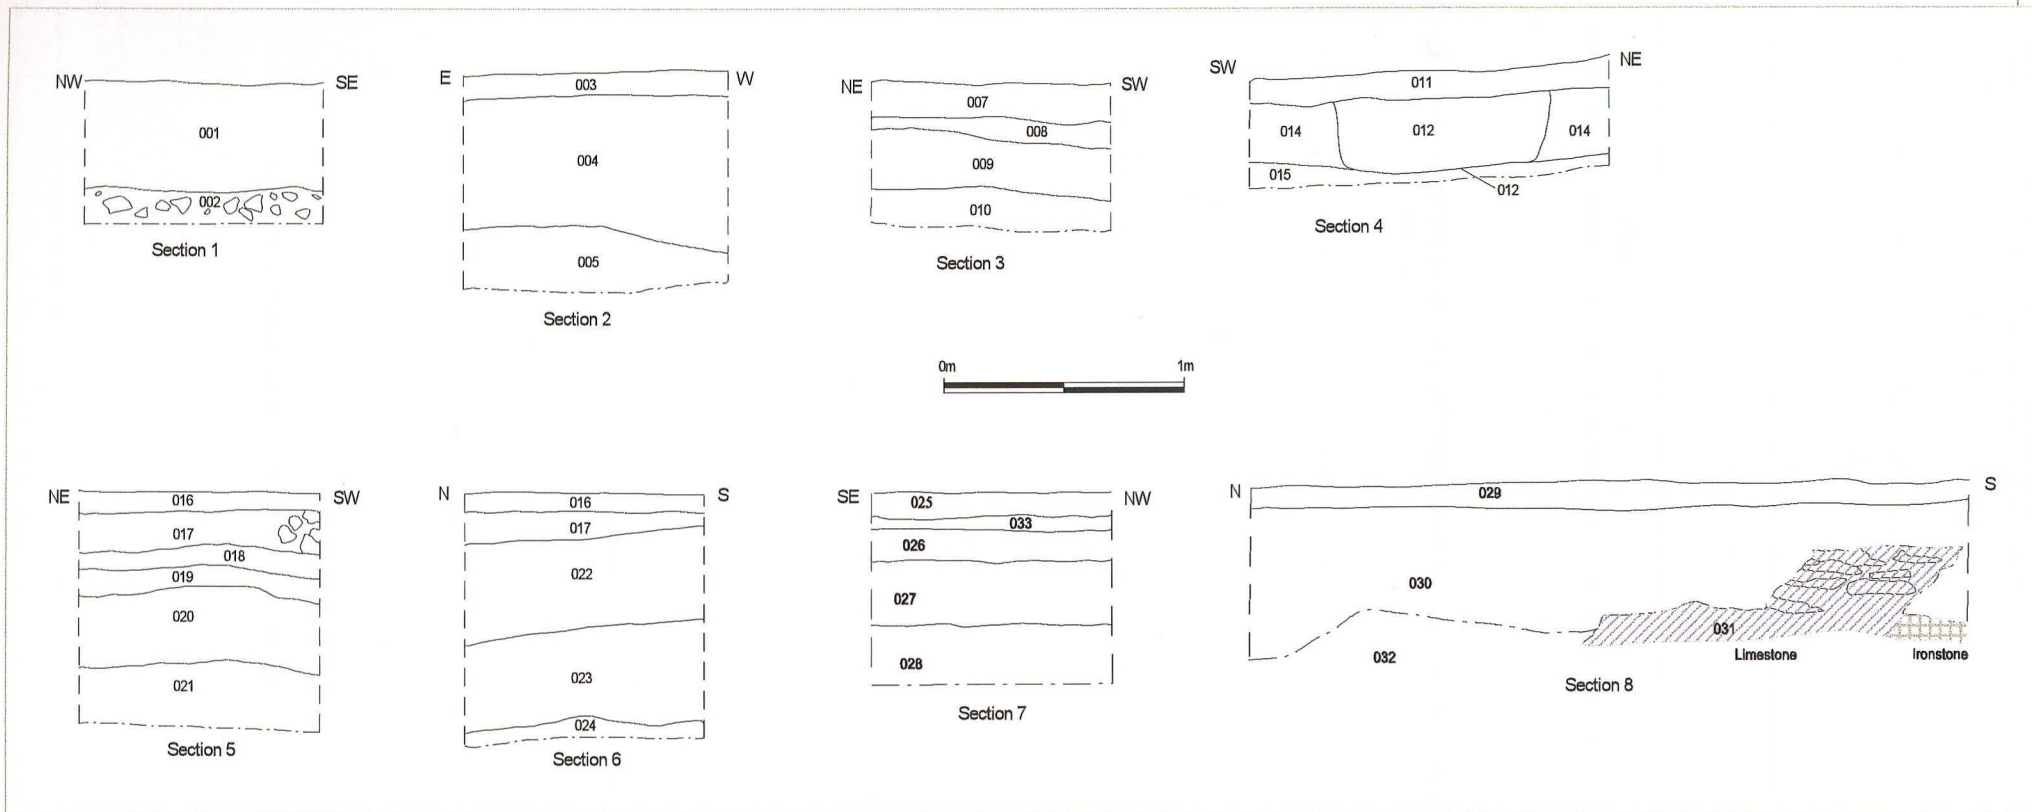 NW SE
001
002
Section 1
E W
003
004
005
Section 2
NE SW
007
008
009
010
Section 3
SW NE
011
014 012 014
015
012
Section 4
0m 1m
NE SW
016
017
018
019
020
021
Section 5
N S
016
017
022
023
024
Section 6
SE NW
025
033
026
027
028
Section 7
N S
029
030
031
032
Limestone Ironstone
Section 8